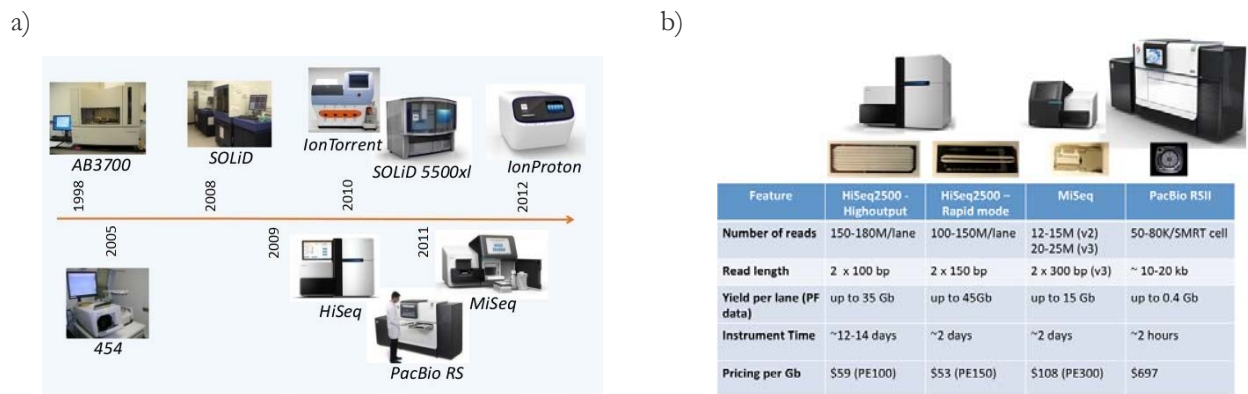 a)
AB3700
SOLiD
IonTorrent
SOLiD 5500xl
IonProton
1998
2008
2010
2012
2005
2009
2011
454
HiSeq
PacBio RS
MiSeq
b)
Feature
HiSeq2500 -
Highoutput
HiSeq2500 –
Rapid mode
MiSeq
PacBio RSII
Number of reads
150-180M/lane
100-150M/lane
12-15M (v2)
20-25M (v3)
50-80K/SMRT cell
Read length
2 x 100 bp
2 x 150 bp
2 x 300 bp (v3)
~ 10-20 kb
Yield per lane (PF
data)
up to 35 Gb
up to 45Gb
up to 15 Gb
up to 0.4 Gb
Instrument Time
~12-14 days
~2 days
~2 days
~2 hours
Pricing per Gb
$59 (PE100)
$53 (PE150)
$108 (PE300)
$697